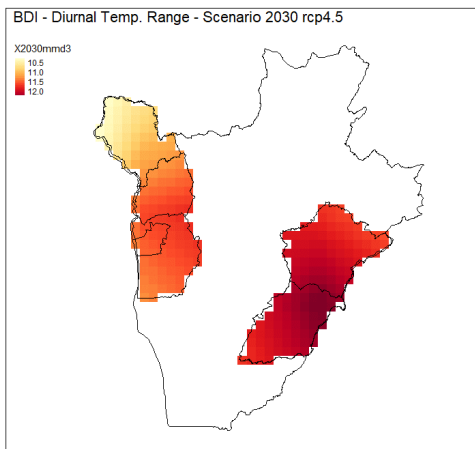 BDI - Diurnal Temp. Range - Scenario 2030 rcp4.5
X2030mmd3
10.5
11.0
11.5
12.0